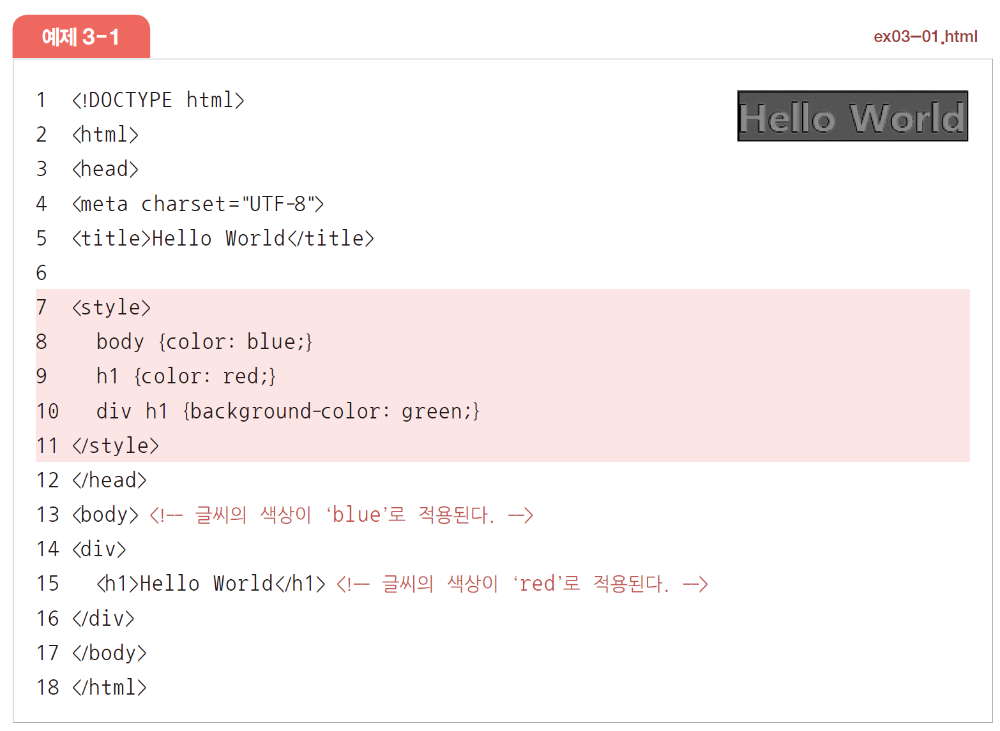 예제 3-1
ex03-01.html
Hello World
1 <!DOCTYPE html>
2 <html>
3 <head>
4 <meta charset="UTF-8">
5 <title>Hello World</title>
6
7 <style>
8   body {color: blue;}
9   h1 {color: red;}
10   div h1 {background-color: green;}
11 </style>
12 </head>
13 <body> <!-- 글씨의 색상이 ‘blue’로 적용된다. -->
14 <div>
15   <h1>Hello World</h1> <!-- 글씨의 색상이 ‘red’로 적용된다. -->
16 </div>
17 </body>
18 </html>